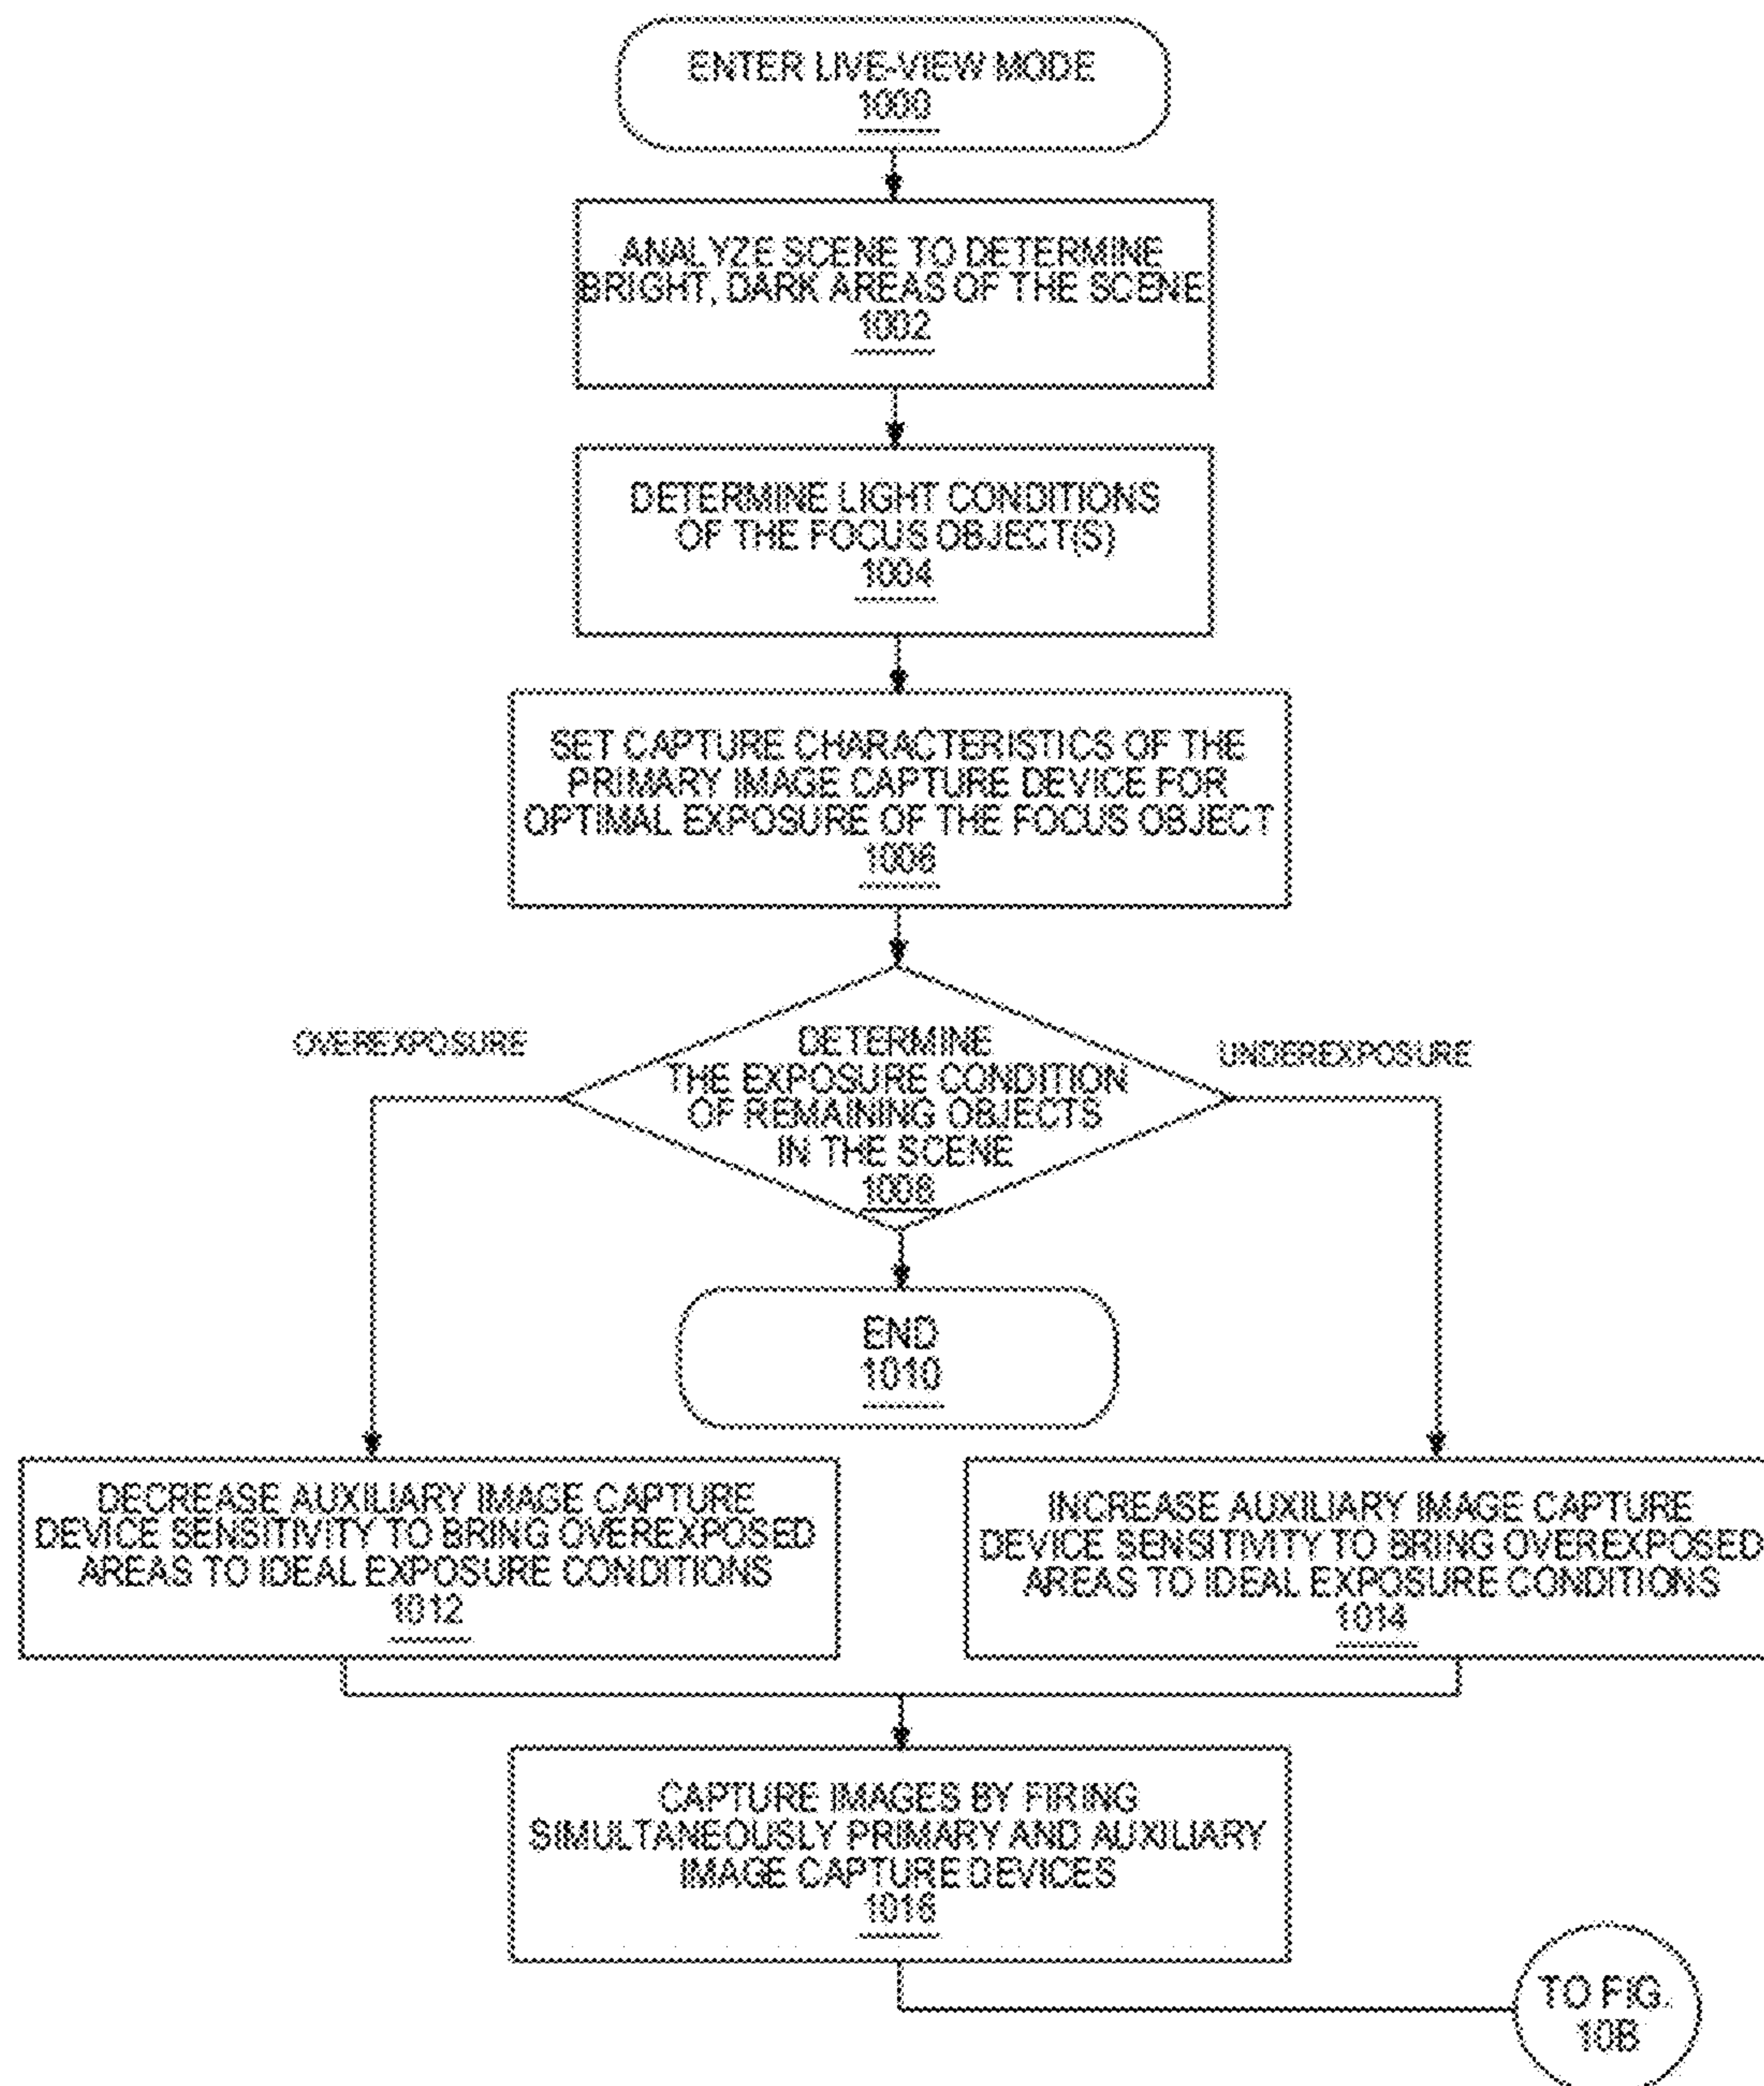 ENTER LIVE-VIEW MODE
1000
ANALYZE SCENE TO DETERMINE
BRIGHT, DARK AREAS OF THE SCENE
1002
DETERMINE LIGHT CONDITIONS
OF THE FOCUS OBJECT(S)
1004
SET CAPTURE CHARACTERISTICS OF THE
PRIMARY IMAGE CAPTURE DEVICE FOR
OPTIMAL EXPOSURE OF THE FOCUS OBJECT
1006
OVEREXPOSURE
DETERMINE
THE EXPOSURE CONDITION
OF REMAINING OBJECTS
IN THE SCENE
1008
UNDEREXPOSURE
END
1010
DECREASE AUXILIARY IMAGE CAPTURE
DEVICE SENSITIVITY TO BRING OVEREXPOSED
AREAS TO IDEAL EXPOSURE CONDITIONS
1012
INCREASE AUXILIARY IMAGE CAPTURE
DEVICE SENSITIVITY TO BRING OVEREXPOSED
AREAS TO IDEAL EXPOSURE CONDITIONS
1014
CAPTURE IMAGES BY FIRING
SIMULTANEOUSLY PRIMARY AND AUXILIARY
IMAGE CAPTURE DEVICES
1016
TO FIG.
10B